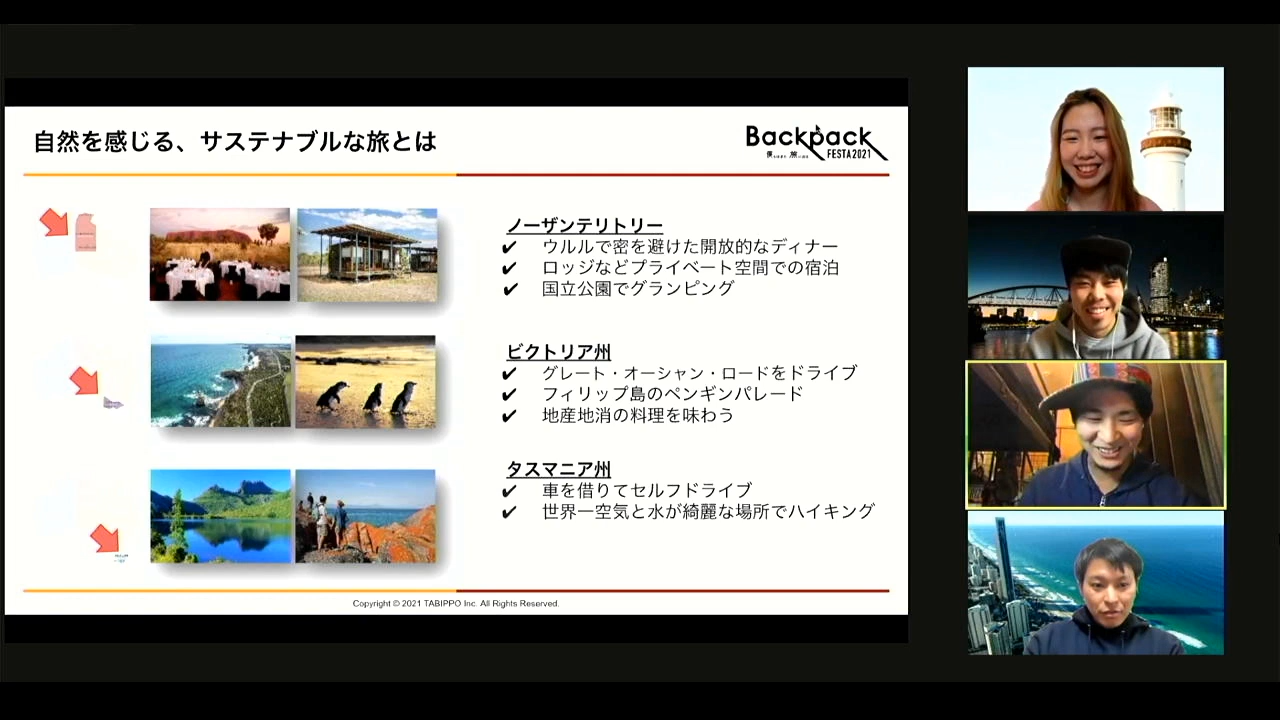 自然を感じる、サステナブルな旅とは
Backpack
FESTA2021
ノーザンテリトリー
✔ ウルルで密を避けた開放的なディナー
✔ ロッジなどプライベート空間での宿泊
✔ 国立公園でグランピング
ビクトリア州
✔ グレート・オーシャン・ロードをドライブ
✔ フィリップ島のペンギンパレード
✔ 地産地消の料理を味わう
タスマニア州
✔ 車を借りてセルフドライブ
✔ 世界一空気と水が綺麗な場所でハイキング
Copyright © 2021 TABIPPO Inc. All Rights Reserved.